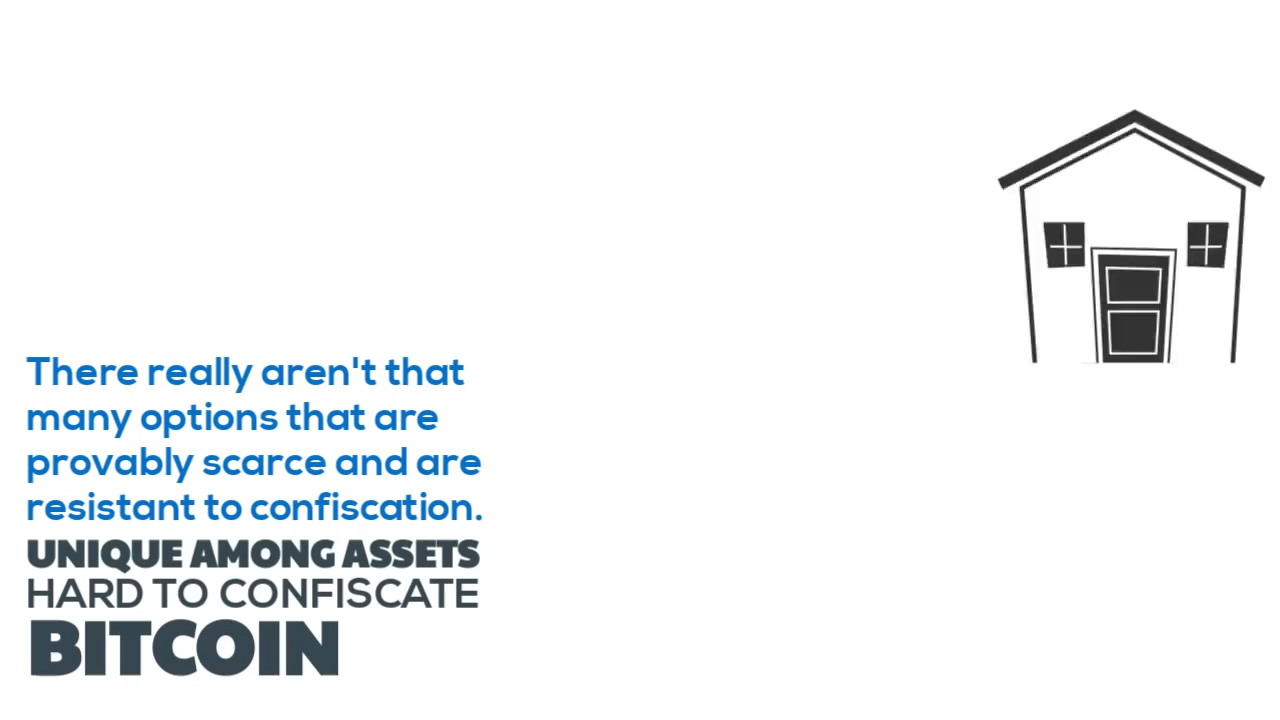 There really aren't that
many options that are
provably scarce and are
resistant to confiscation.
UNIQUE AMONG ASSETS
HARD TO CONFISCATE
BITCOIN